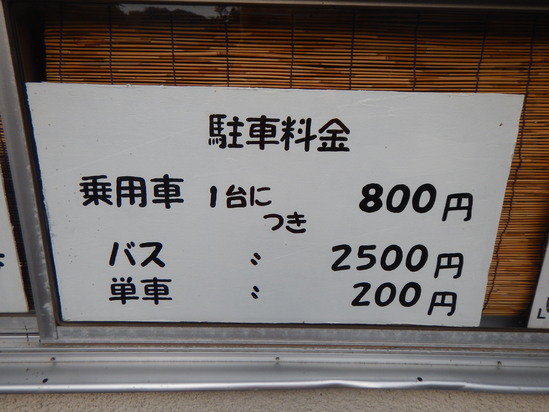 駐車料金
乗用車 1台につき 800円
バス 〃 2500円
単車 〃 200円